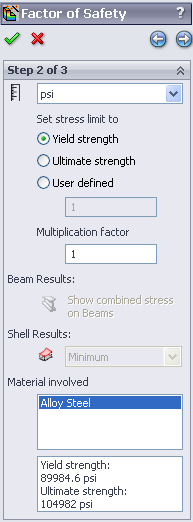 Factor of Safety
?
Step 2 of 3
psi
Set stress limit to
Yield strength
Ultimate strength
User defined
1
Multiplication factor
1
Beam Results:
Show combined stress
on Beams
Shell Results:
Minimum
Material involved
Alloy Steel
Yield strength:
89984.6 psi
Ultimate strength:
104982 psi